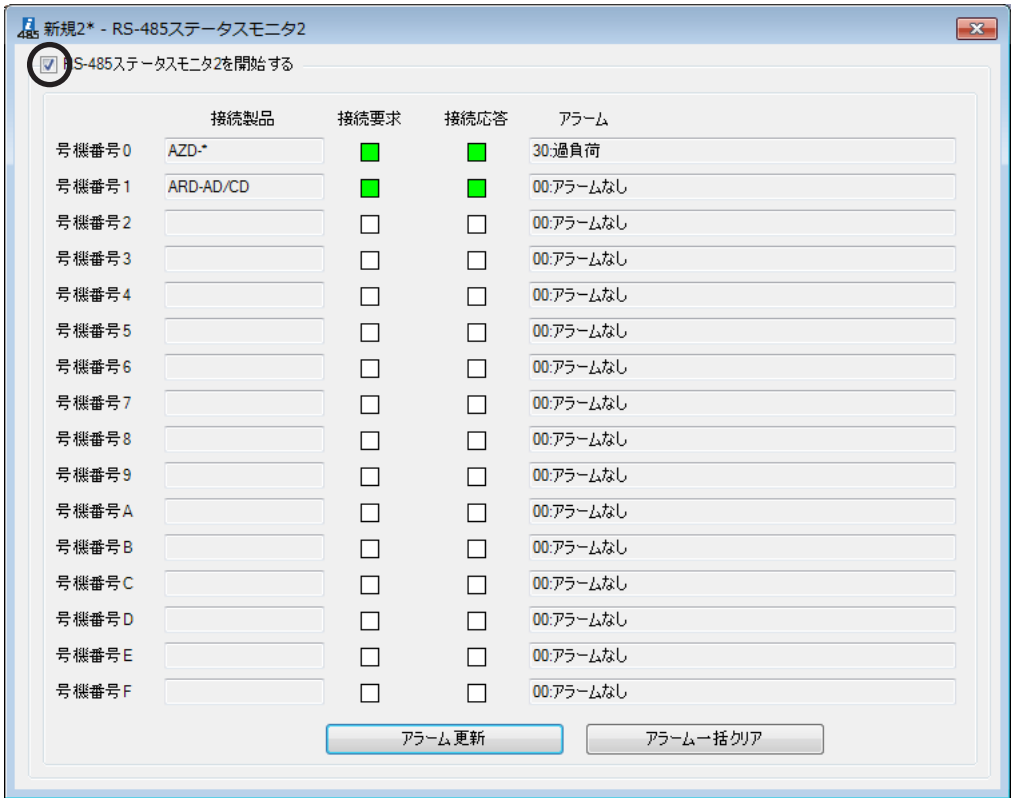 新規2* - RS-485ステータスモニタ2
RS-485ステータスモニタ2を開始する
接続製品 接続要求 接続応答 アラーム
号機番号0 AZD-* 30:過負荷
号機番号1 ARD-AD/CD 00:アラームなし
号機番号2 00:アラームなし
号機番号3 00:アラームなし
号機番号4 00:アラームなし
号機番号5 00:アラームなし
号機番号6 00:アラームなし
号機番号7 00:アラームなし
号機番号8 00:アラームなし
号機番号9 00:アラームなし
号機番号A 00:アラームなし
号機番号B 00:アラームなし
号機番号C 00:アラームなし
号機番号D 00:アラームなし
号機番号E 00:アラームなし
号機番号F 00:アラームなし
アラーム更新 アラーム一括クリア